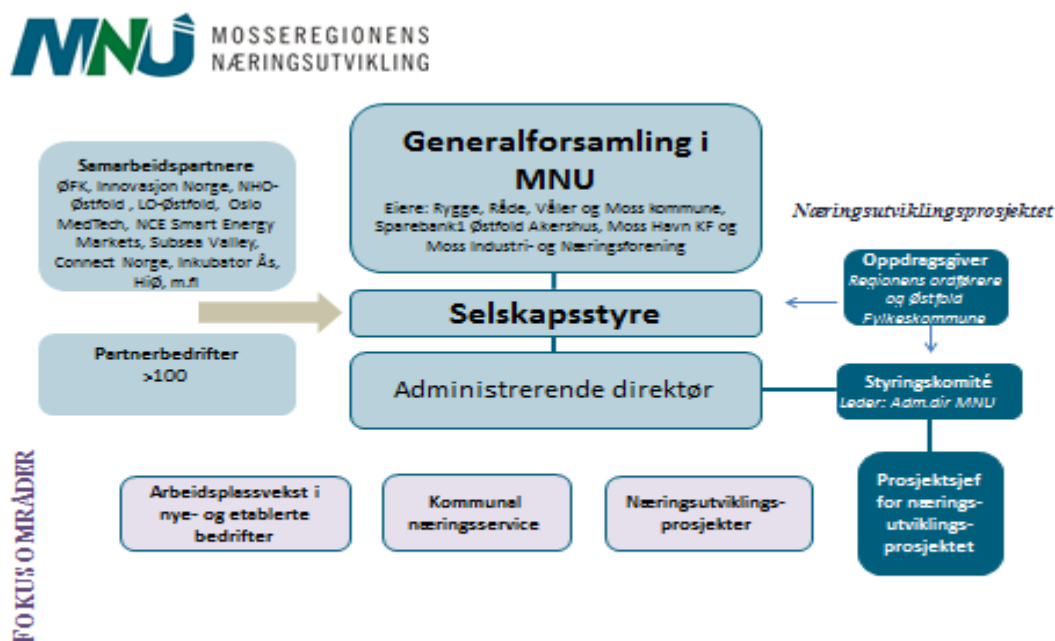 MNU MOSSEREGIONENS
NÆRINGSUTVIKLING
Samarbeidspartnere
ØFK, Innovasjon Norge, NHO-
Østfold , LO-Østfold, Oslo
MedTech, NCE Smart Energy
Markets, Subsea Valley,
Connect Norge, Inkubator Ås,
HiØ, m.fl
Generalforsamling i
MNU
Eiere: Rygge, Råde, Våler og Moss kommune,
Sparebank1 Østfold Akershus, Moss Havn KF og
Moss Industri- og Næringsforening
Næringsutviklingsprosjektet
Oppdragsgiver
Regionens ordførere
og Østfold
Fylkeskommune
Selskapsstyre
Partnerbedrifter
>100
Administrerende direktør
Styringskomité
Leder: Adm.dir MNU
FOKUSOMRÅDER
Arbeidsplassvekst i
nye- og etablerte
bedrifter
Kommunal
næringsservice
Næringsutviklings-
prosjekter
Prosjektsjef
for nærings-
utviklings-
prosjektet